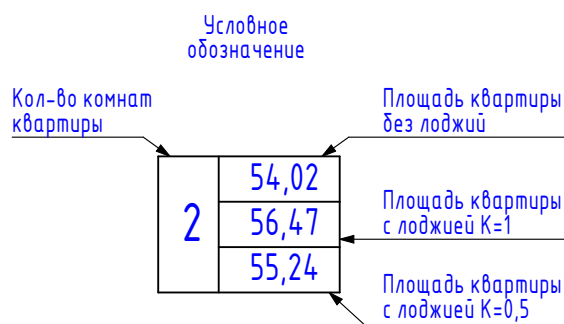 Условное
обозначение
Кол-во комнат
квартиры
Площадь квартиры
без лоджий
2
54,02
56,47
55,24
Площадь квартиры
с лоджией К=1
Площадь квартиры
с лоджией К=0,5